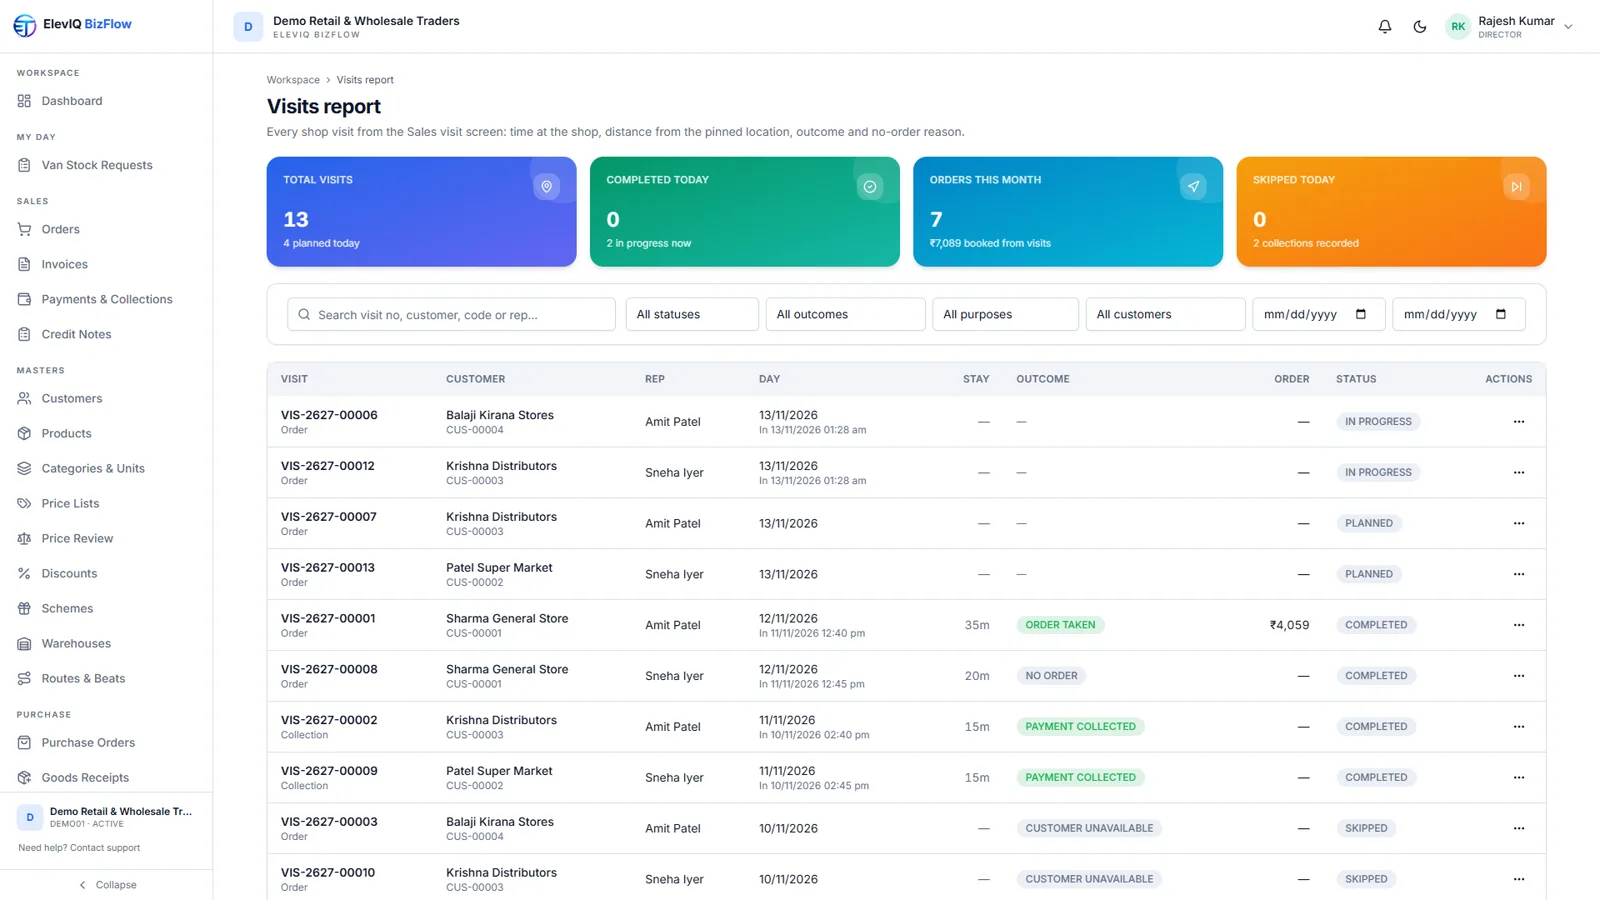 ElevIQ BizFlow
WORKSPACE
Dashboard
MY DAY
Van Stock Requests
SALES
Orders
Invoices
Payments & Collections
Credit Notes
MASTERS
Customers
Products
Categories & Units
Price Lists
Price Review
Discounts
Schemes
Warehouses
Routes & Beats
PURCHASE
Purchase Orders
Goods Receipts
D
Demo Retail & Wholesale Tr...
DEMO01 · ACTIVE
Need help? Contact support
Collapse
D
Demo Retail & Wholesale Traders
ELEVIQ BIZFLOW
RK
Rajesh Kumar
DIRECTOR
Workspace › Visits report
Visits report
Every shop visit from the Sales visit screen: time at the shop, distance from the pinned location, outcome and no-order reason.
TOTAL VISITS
13
4 planned today
COMPLETED TODAY
0
2 in progress now
ORDERS THIS MONTH
7
₹7,089 booked from visits
SKIPPED TODAY
0
2 collections recorded
Search visit no, customer, code or rep... All statuses All outcomes All purposes All customers mm/dd/yyyy mm/dd/yyyy
VISIT CUSTOMER REP DAY STAY OUTCOME ORDER STATUS ACTIONS
VIS-2627-00006 Balaji Kirana Stores Amit Patel 13/11/2026 — — — IN PROGRESS ...
Order CUS-00004 In 13/11/2026 01:28 am
VIS-2627-00012 Krishna Distributors Sneha Iyer 13/11/2026 — — — IN PROGRESS ...
Order CUS-00003 In 13/11/2026 01:28 am
VIS-2627-00007 Krishna Distributors Amit Patel 13/11/2026 — — — PLANNED ...
Order CUS-00003
VIS-2627-00013 Patel Super Market Sneha Iyer 13/11/2026 — — — PLANNED ...
Order CUS-00002
VIS-2627-00001 Sharma General Store Amit Patel 12/11/2026 35m ORDER TAKEN ₹4,059 COMPLETED ...
Order CUS-00001 In 11/11/2026 12:40 pm
VIS-2627-00008 Sharma General Store Sneha Iyer 12/11/2026 20m NO ORDER — COMPLETED ...
Order CUS-00001 In 11/11/2026 12:45 pm
VIS-2627-00002 Krishna Distributors Amit Patel 11/11/2026 15m PAYMENT COLLECTED — COMPLETED ...
Collection CUS-00003 In 10/11/2026 02:40 pm
VIS-2627-00009 Patel Super Market Sneha Iyer 11/11/2026 15m PAYMENT COLLECTED — COMPLETED ...
Collection CUS-00002 In 10/11/2026 02:45 pm
VIS-2627-00003 Balaji Kirana Stores Amit Patel 10/11/2026 — CUSTOMER UNAVAILABLE — SKIPPED ...
Order CUS-00004
VIS-2627-00010 Krishna Distributors Sneha Iyer 10/11/2026 — CUSTOMER UNAVAILABLE — SKIPPED ...
Order CUS-00003